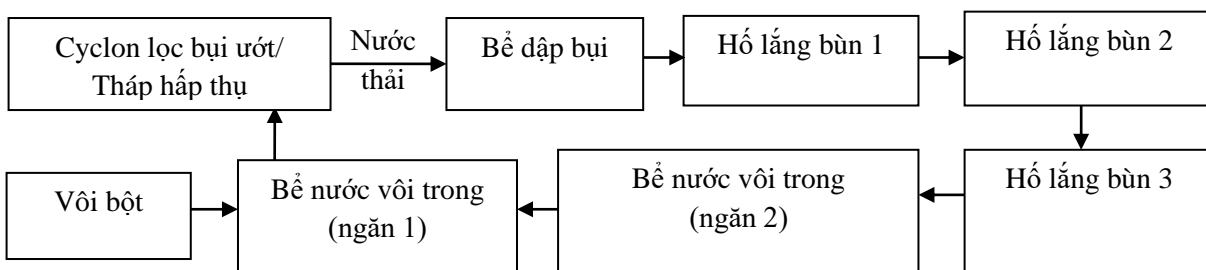 Cyclon lọc bụi ướt/
Tháp hấp thụ
Nước
thải
Bể dập bụi
Hố lắng bùn 1
Hố lắng bùn 2
Hố lắng bùn 3
Bể nước vôi trong
(ngăn 2)
Bể nước vôi trong
(ngăn 1)
Vôi bột